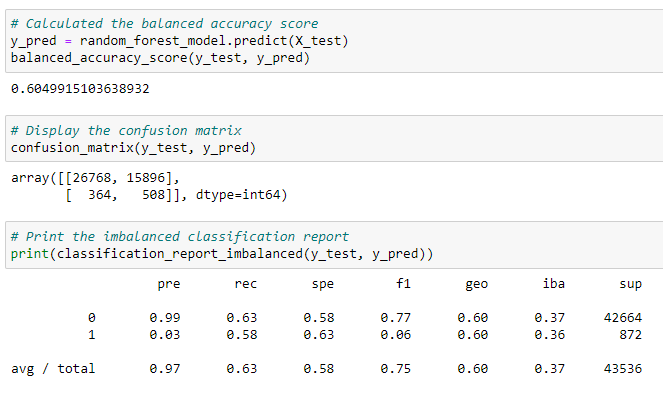 # Calculated the balanced accuracy score
y_pred = random_forest_model.predict(X_test)
balanced_accuracy_score(y_test, y_pred)
0.6049915103638932
# Display the confusion matrix
confusion_matrix(y_test, y_pred)
array([[26768, 15896],
[ 364, 508]], dtype=int64)
# Print the imbalanced classification report
print(classification_report_imbalanced(y_test, y_pred))
pre rec spe f1 geo iba sup
0 0.99 0.63 0.58 0.77 0.60 0.37 42664
1 0.03 0.58 0.63 0.06 0.60 0.36 872
avg / total 0.97 0.63 0.58 0.75 0.60 0.37 43536